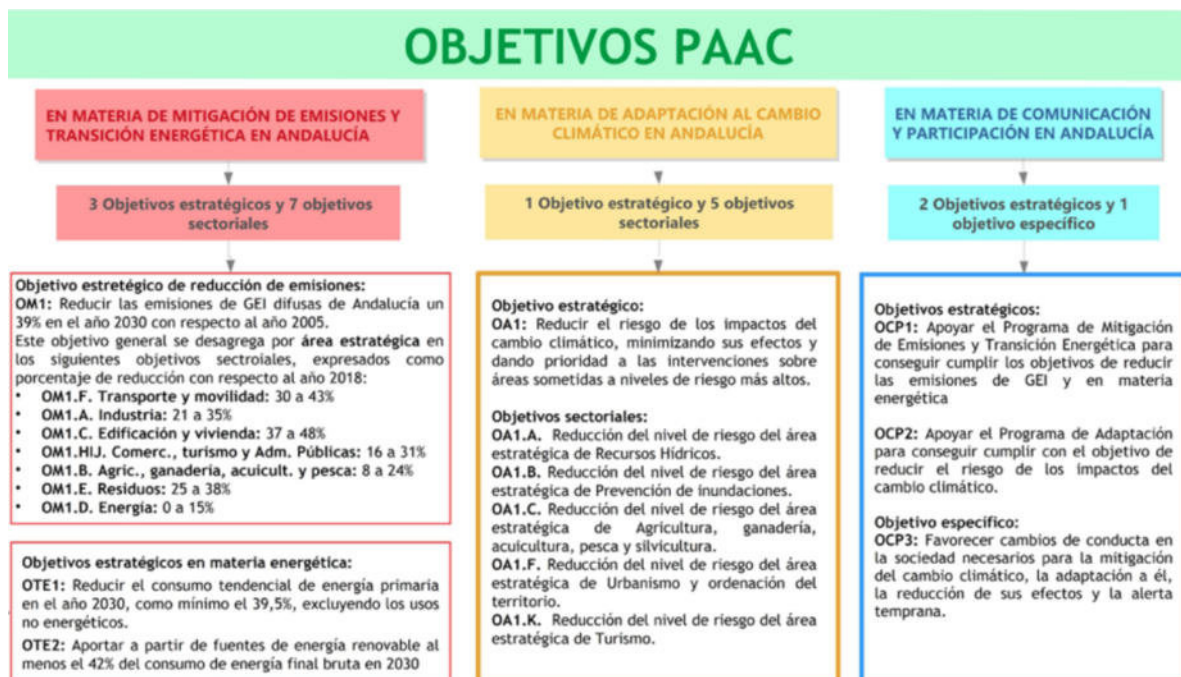 OBJETIVOS PAAC
EN MATERIA DE MITIGACIÓN DE EMISIONES Y
TRANSICIÓN ENERGÉTICA EN ANDALUCÍA
3 Objetivos estratégicos y 7 objetivos
sectoriales
Objetivo estretégico de reducción de emisiones:
OM1: Reducir las emisiones de GEI difusas de Andalucía un
39% en el año 2030 con respecto al año 2005.
Este objetivo general se desagrega por área estratégica en
los siguientes objetivos sectroiales, expresados como
porcentaje de reducción con respecto al año 2018:
• OM1.F. Transporte y movilidad: 30 a 43%
• OM1.A. Industria: 21 a 35%
• OM1.C. Edificación y vivienda: 37 a 48%
• OM1.HIJ. Comerc., turismo y Adm. Públicas: 16 a 31%
• OM1.B. Agric., ganadería, acuicult. y pesca: 8 a 24%
• OM1.E. Residuos: 25 a 38%
• OM1.D. Energía: 0 a 15%
Objetivos estratégicos en materia energética:
OTE1: Reducir el consumo tendencial de energía primaria
en el año 2030, como mínimo el 39,5%, excluyendo los usos
no energéticos.
OTE2: Aportar a partir de fuentes de energía renovable al
menos el 42% del consumo de energía final bruta en 2030
EN MATERIA DE ADAPTACIÓN AL CAMBIO
CLIMÁTICO EN ANDALUCÍA
1 Objetivo estratégico y 5 objetivos
sectoriales
Objetivo estratégico:
OA1: Reducir el riesgo de los impactos del
cambio climático, minimizando sus efectos y
dando prioridad a las intervenciones sobre
áreas sometidas a niveles de riesgo más altos.
Objetivos sectoriales:
OA1.A. Reducción del nivel de riesgo del área
estratégica de Recursos Hídricos.
OA1.B. Reducción del nivel de riesgo del área
estratégica de Prevención de inundaciones.
OA1.C. Reducción del nivel de riesgo del área
estratégica de Agricultura, ganadería,
acuicultura, pesca y silvicultura.
OA1.F. Reducción del nivel de riesgo del área
estratégica de Urbanismo y ordenación del
territorio.
OA1.K. Reducción del nivel de riesgo del área
estratégica de Turismo.
EN MATERIA DE COMUNICACIÓN
Y PARTICIPACIÓN EN ANDALUCÍA
2 Objetivos estratégicos y 1
objetivo específico
Objetivos estratégicos:
OCP1: Apoyar el Programa de Mitigación
de Emisiones y Transición Energética para
conseguir cumplir los objetivos de reducir
las emisiones de GEI y en materia
energética
OCP2: Apoyar el Programa de Adaptación
para conseguir cumplir con el objetivo de
reducir el riesgo de los impactos del
cambio climático.
Objetivo específico:
OCP3: Favorecer cambios de conducta en
la sociedad necesarios para la mitigación
del cambio climático, la adaptación a él,
la reducción de sus efectos y la alerta
temprana.